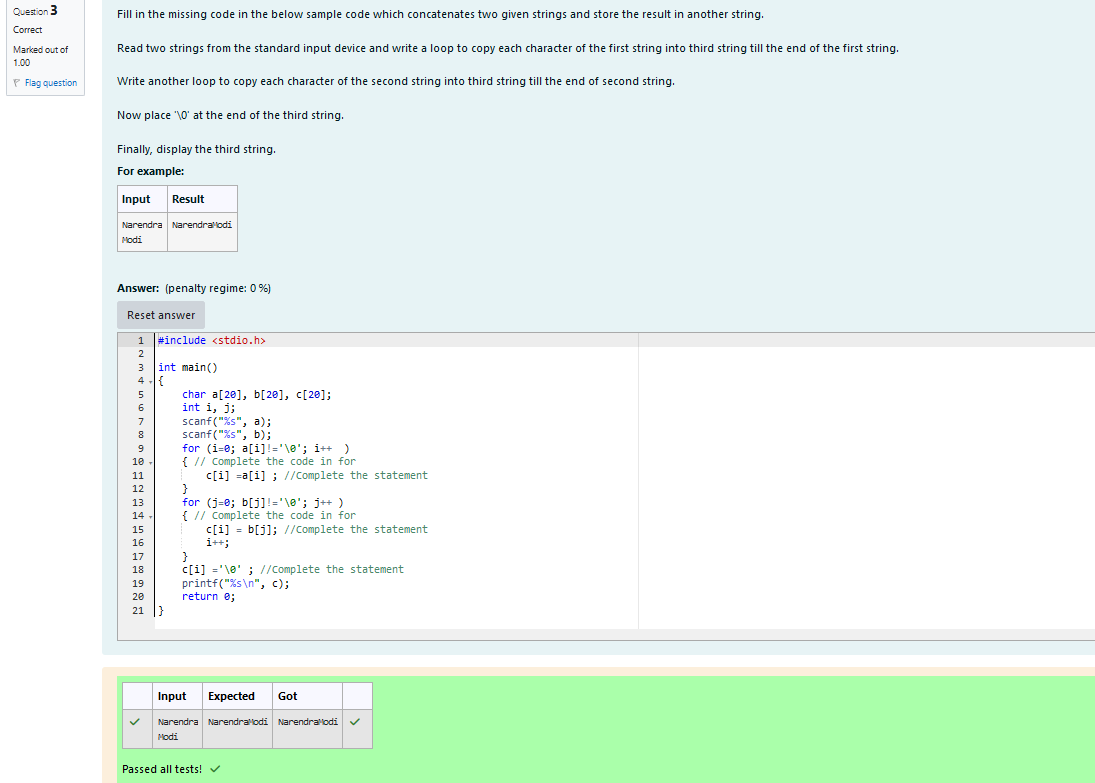 Question 3
Correct
Marked out of
1.00
Flag question
Fill in the missing code in the below sample code which concatenates two given strings and store the result in another string.
Read two strings from the standard input device and write a loop to copy each character of the first string into third string till the end of the first string.
Write another loop to copy each character of the second string into third string till the end of second string.
Now place '\0' at the end of the third string.
Finally, display the third string.
For example:
Input Result
Narendra NarendraModi
Modi
Answer: (penalty regime: 0 %)
Reset answer
1 #include <stdio.h>
2
3 int main()
4 {
5 char a[20], b[20], c[20];
6 int i, j;
7 scanf("%s", a);
8 scanf("%s", b);
9 for (i=0; a[i]!='\0'; i++  )
10 { // Complete the code in for
11 c[i] =a[i] ; //Complete the statement
12 }
13 for (j=0; b[j]!='\0'; j++ )
14 { // Complete the code in for
15 c[i] = b[j]; //Complete the statement
16 i++;
17 }
18 c[i] ='\0' ; //Complete the statement
19 printf("%s\n", c);
20 return 0;
21 }
Input Expected Got
Narendra NarendraModi NarendraModi
Modi
Passed all tests!